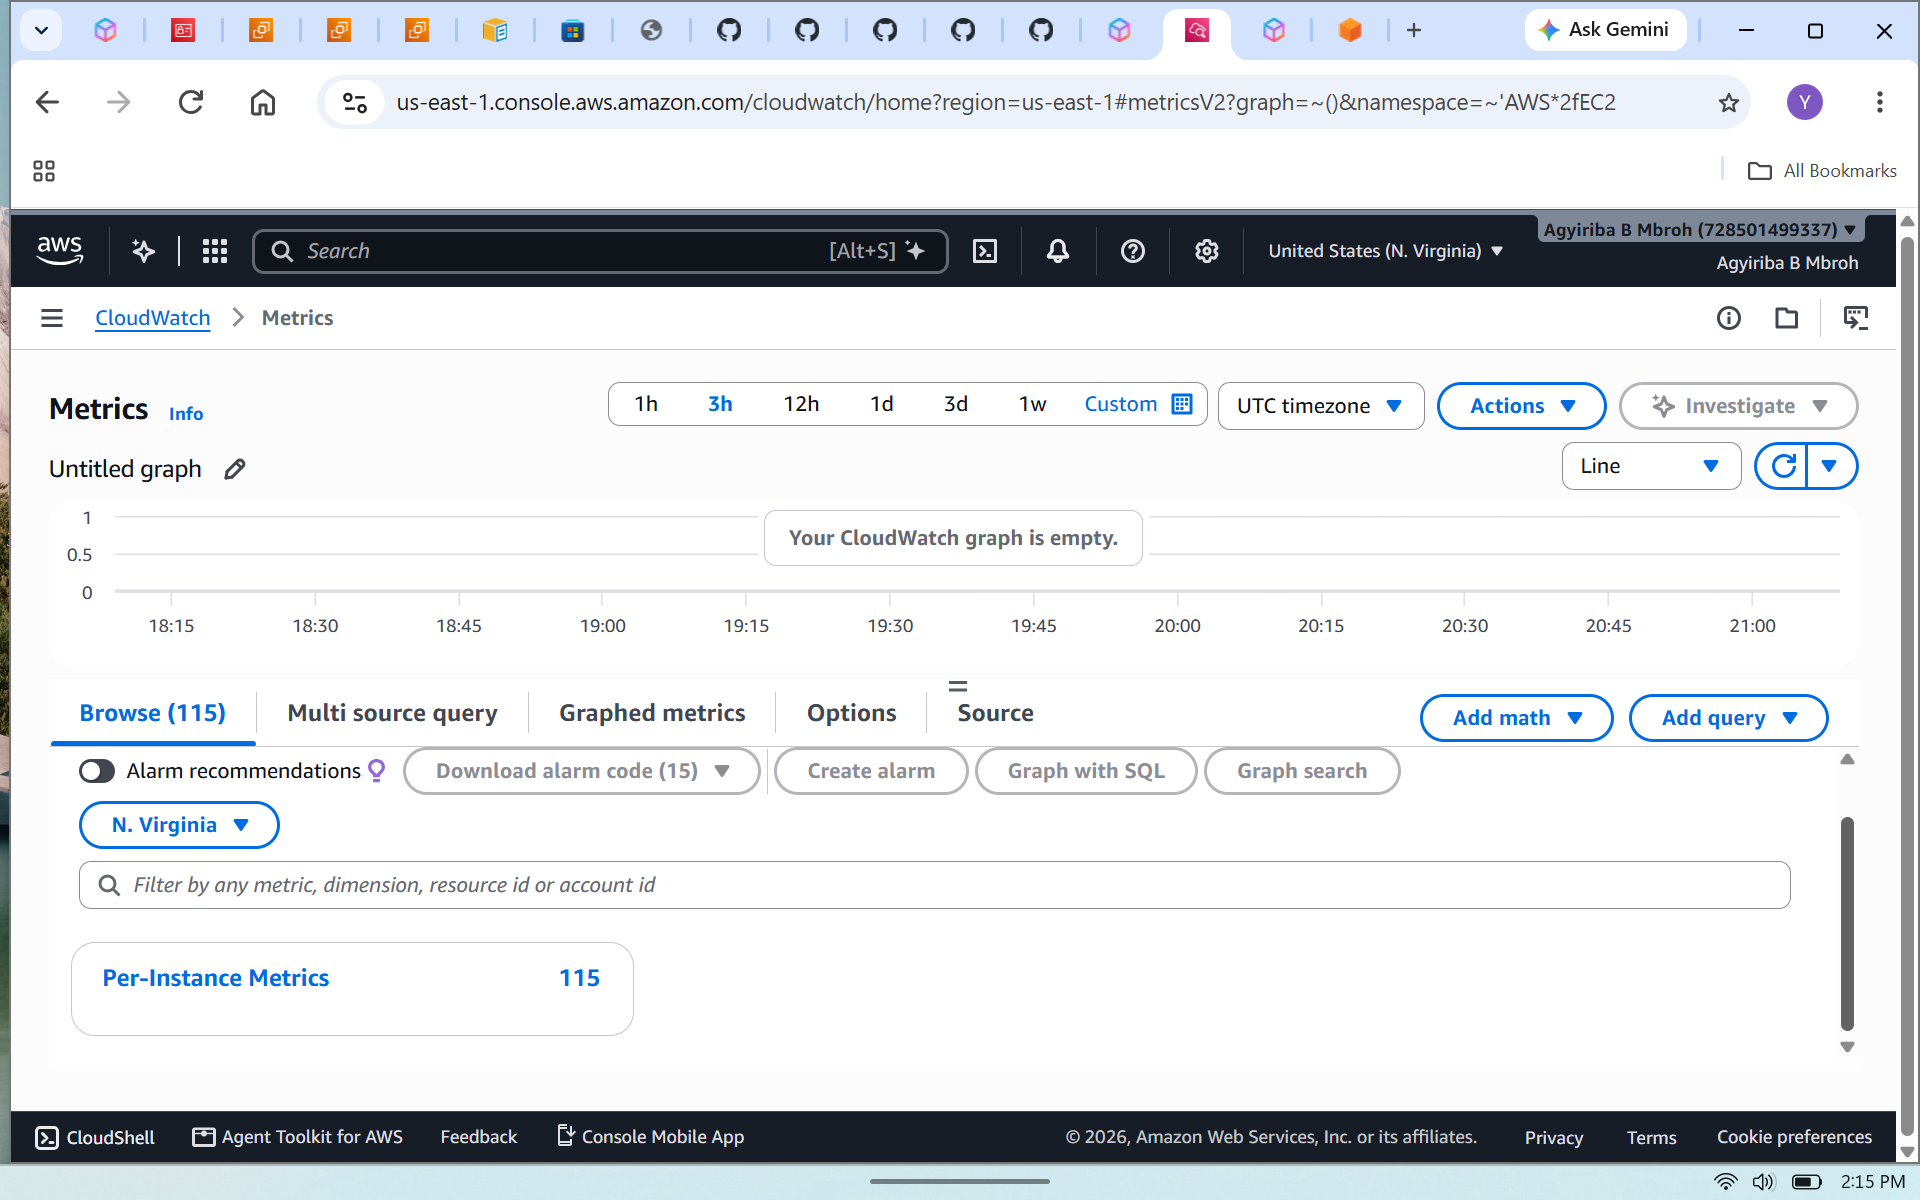 Ask Gemini
us-east-1.console.aws.amazon.com/cloudwatch/home?region=us-east-1#metricsV2?graph=~()&namespace=~'AWS*2fEC2
Y
All Bookmarks
aws
Search
[Alt+S]
United States (N. Virginia)
Agyiriba B Mbroh (728501499337)
Agyiriba B Mbroh
CloudWatch
Metrics
Metrics
Info
1h
3h
12h
1d
3d
1w
Custom
UTC timezone
Actions
Investigate
Untitled graph
Line
1
0.5
0
Your CloudWatch graph is empty.
18:15
18:30
18:45
19:00
19:15
19:30
19:45
20:00
20:15
20:30
20:45
21:00
Browse (115)
Multi source query
Graphed metrics
Options
Source
Add math
Add query
Alarm recommendations
Download alarm code (15)
Create alarm
Graph with SQL
Graph search
N. Virginia
Filter by any metric, dimension, resource id or account id
Per-Instance Metrics
115
CloudShell
Agent Toolkit for AWS
Feedback
Console Mobile App
© 2026, Amazon Web Services, Inc. or its affiliates.
Privacy
Terms
Cookie preferences
2:15 PM